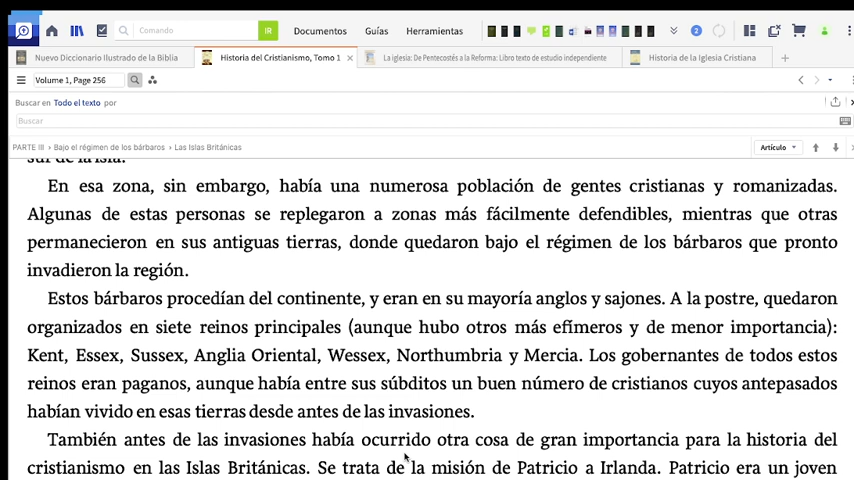 Comando
IR
Documentos
Guías
Herramientas
2
Nuevo Diccionario Ilustrado de la Biblia
Historia del Cristianismo, Tomo 1
La iglesia: De Pentecostés a la Reforma: Libro texto de estudio independiente
Historia de la Iglesia Cristiana
Volume 1, Page 256
Buscar en Todo el texto por
Buscar
PARTE III › Bajo el régimen de los bárbaros › Las Islas Británicas
Artículo
sur de la isla.
En esa zona, sin embargo, había una numerosa población de gentes cristianas y romanizadas.
Algunas de estas personas se replegaron a zonas más fácilmente defendibles, mientras que otras
permanecieron en sus antiguas tierras, donde quedaron bajo el régimen de los bárbaros que pronto
invadieron la región.
Estos bárbaros procedían del continente, y eran en su mayoría anglos y sajones. A la postre, quedaron
organizados en siete reinos principales (aunque hubo otros más efímeros y de menor importancia):
Kent, Essex, Sussex, Anglia Oriental, Wessex, Northumbria y Mercia. Los gobernantes de todos estos
reinos eran paganos, aunque había entre sus súbditos un buen número de cristianos cuyos antepasados
habían vivido en esas tierras desde antes de las invasiones.
También antes de las invasiones había ocurrido otra cosa de gran importancia para la historia del
cristianismo en las Islas Británicas. Se trata de la misión de Patricio a Irlanda. Patricio era un joven